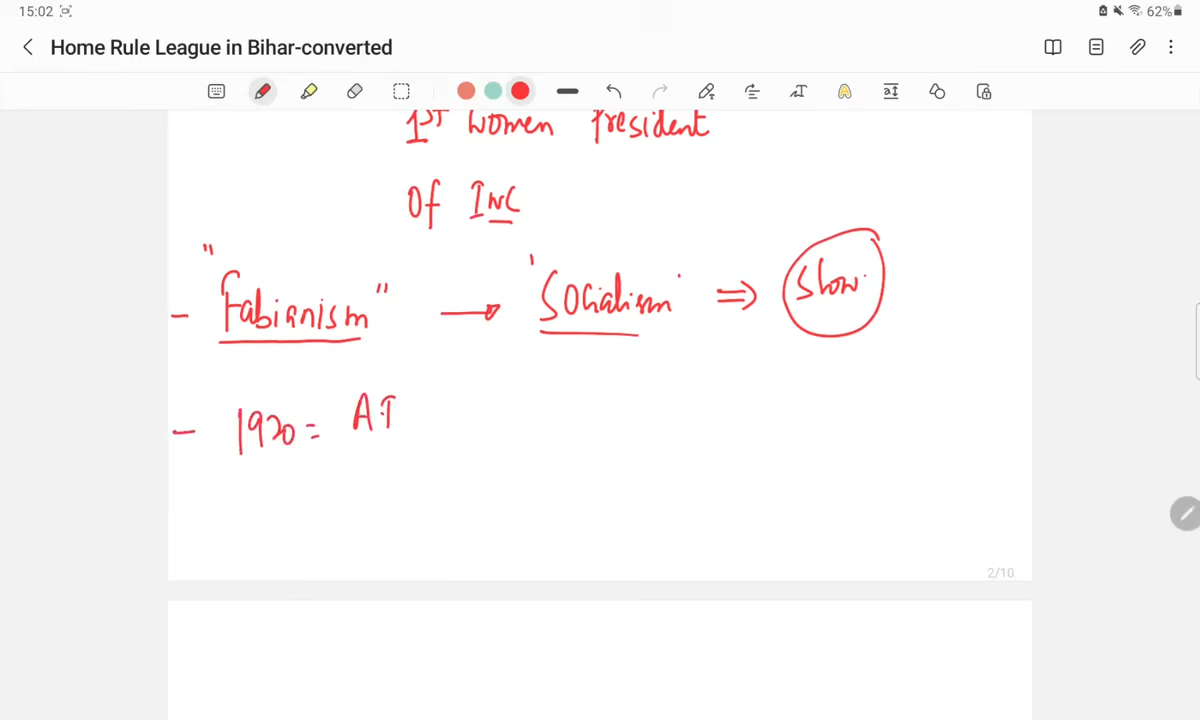 15:02 62%
Home Rule League in Bihar-converted
1ST women President
Of INC
- "Fabianism" → 'Socialism' ⇒ Slow.
- 1920 = AI
2/10